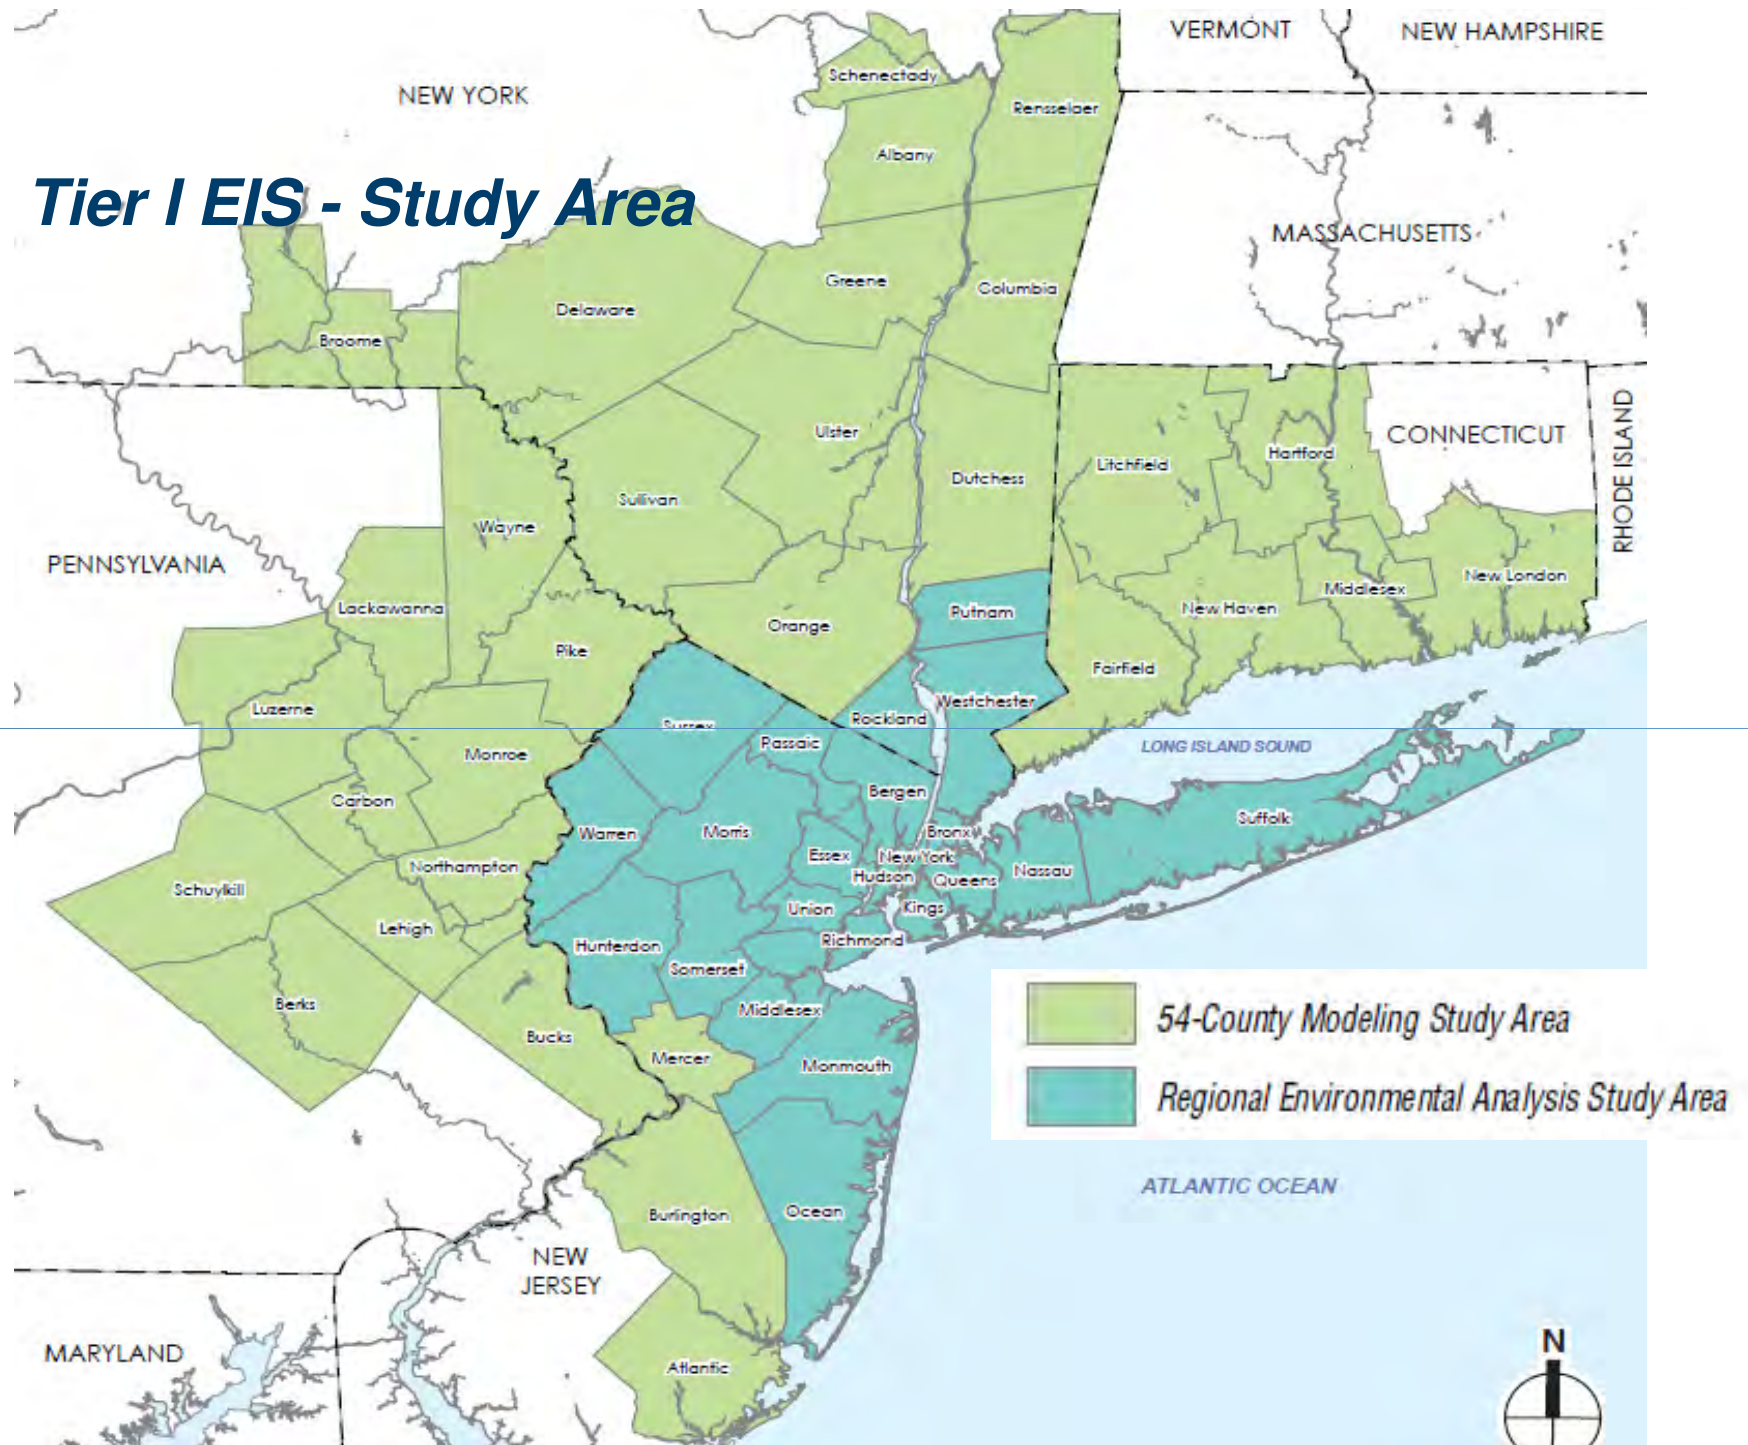 VERMONT
NEW HAMPSHIRE
NEW YORK
Schenectady
Rensselaer
Albany
Tier I EIS - Study Area
MASSACHUSETTS
Greene
Columbia
Delaware
Broome
RHODE ISLAND
CONNECTICUT
Ulster
Hartford
Litchfield
Dutchess
Sullivan
Wayne
PENNSYLVANIA
New London
Middlesex
Lackawanna
New Haven
Putnam
Orange
Pike
Fairfield
Westchester
Luzerne
Rockland
Sussex
Passaic
LONG ISLAND SOUND
Monroe
Bergen
Carbon
Suffolk
Warren
Morris
Bronx
Essex
New York
Northampton
Nassau
Hudson
Queens
Schuylkill
Union
Kings
Lehigh
Richmond
Hunterdon
Somerset
Berks
Middlesex
54-County Modeling Study Area
Bucks
Mercer
Monmouth
Regional Environmental Analysis Study Area
ATLANTIC OCEAN
Ocean
Burlington
NEW
JERSEY
N
MARYLAND
Atlantic